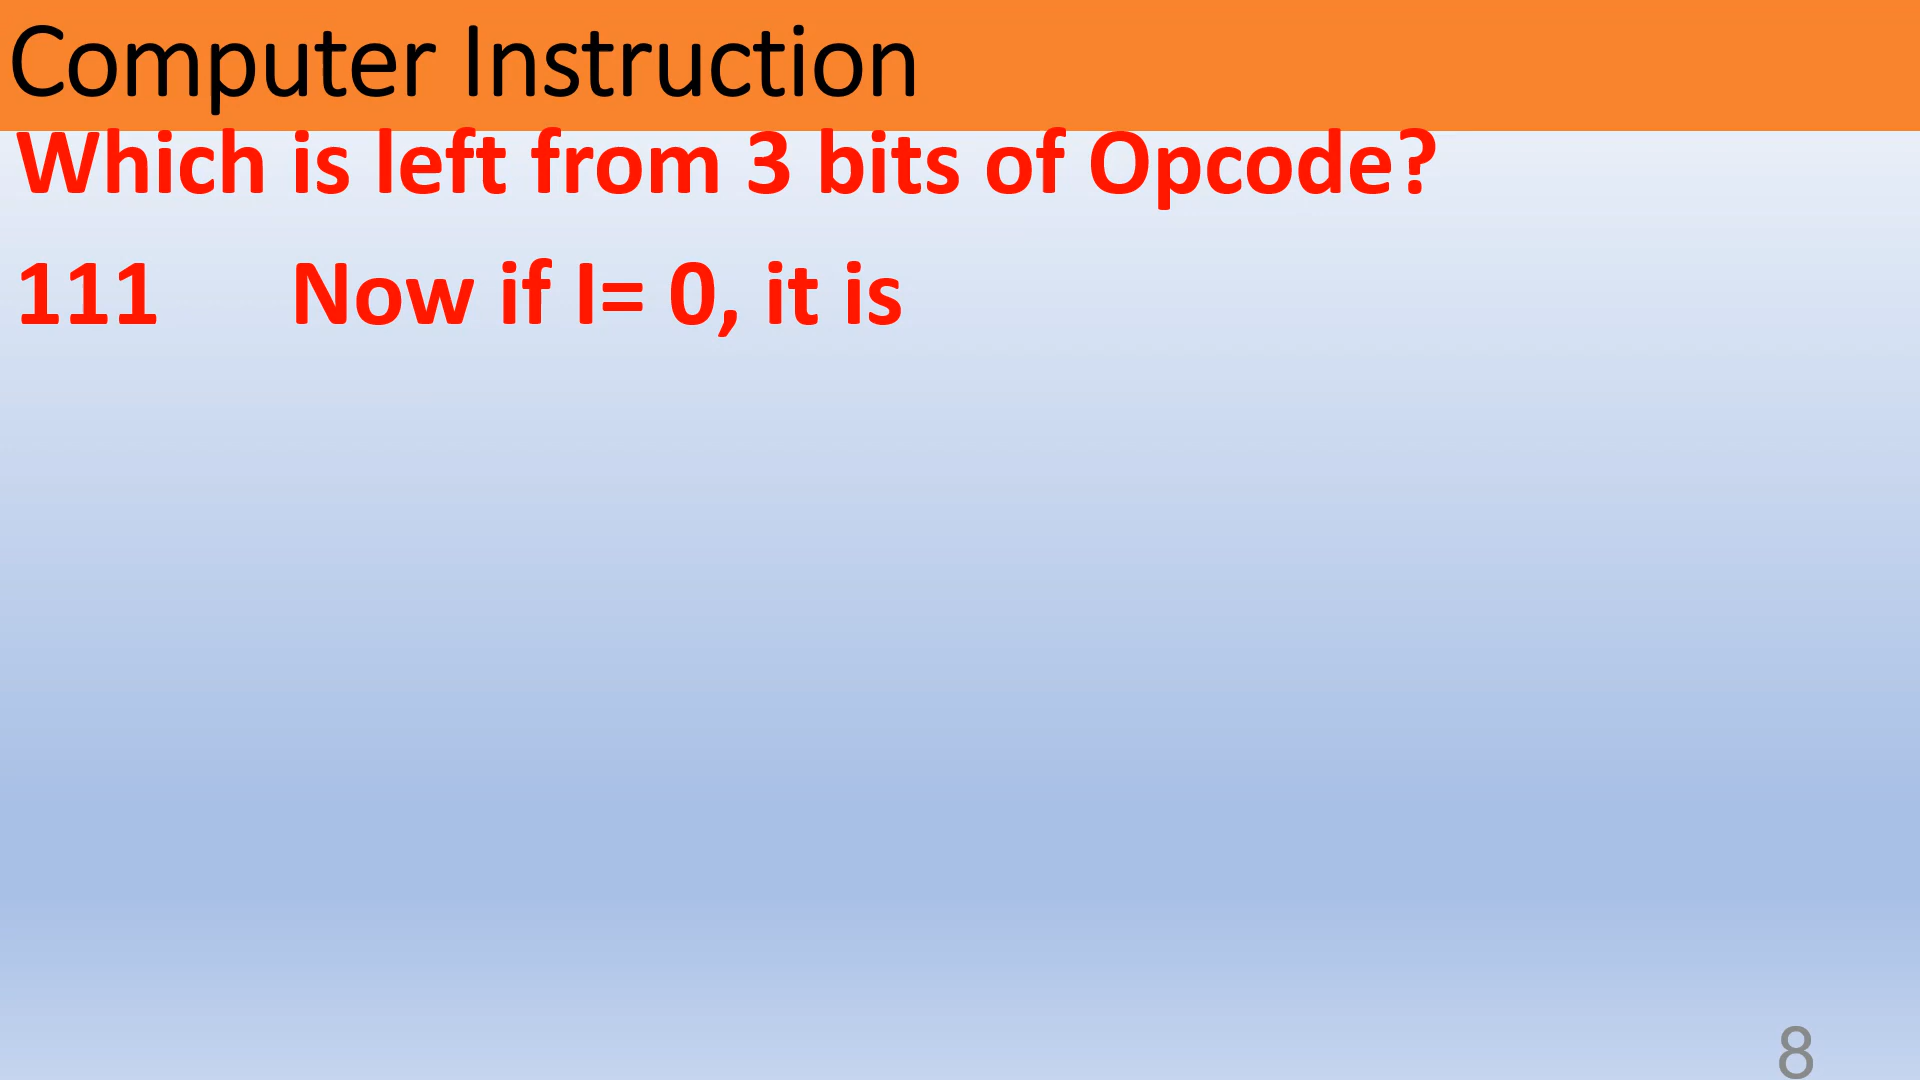 Computer Instruction
Which is left from 3 bits of Opcode?
111 Now if I= 0, it is
8